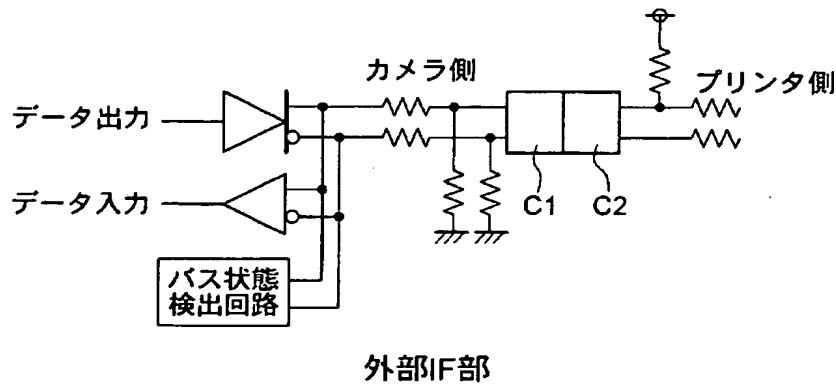 カメラ側
プリンタ側
データ出力
データ入力
C1
C2
バス状態
検出回路
外部IF部